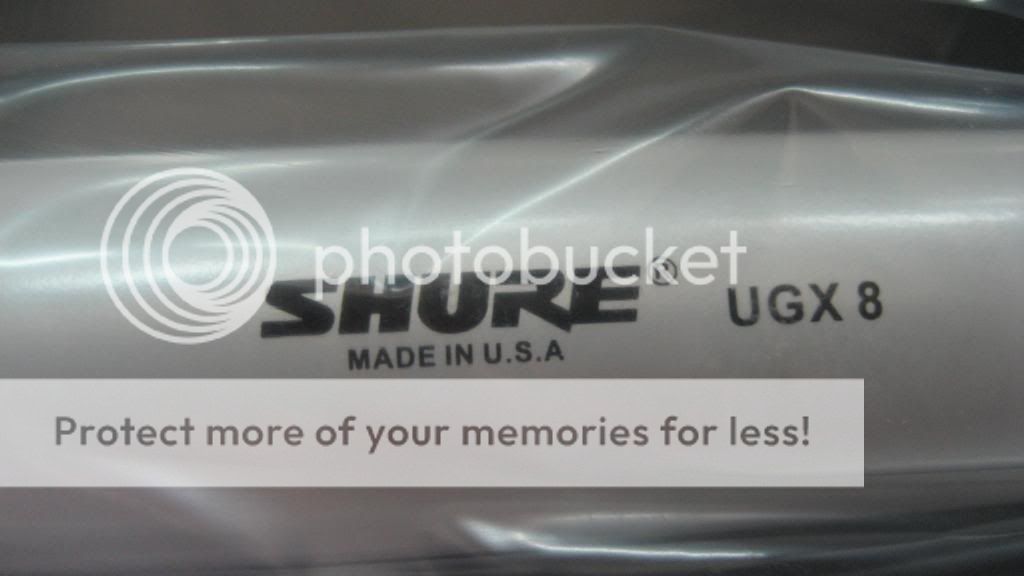 photobucket
SHURE® UGX 8
MADE IN U.S.A
Protect more of your memories for less!